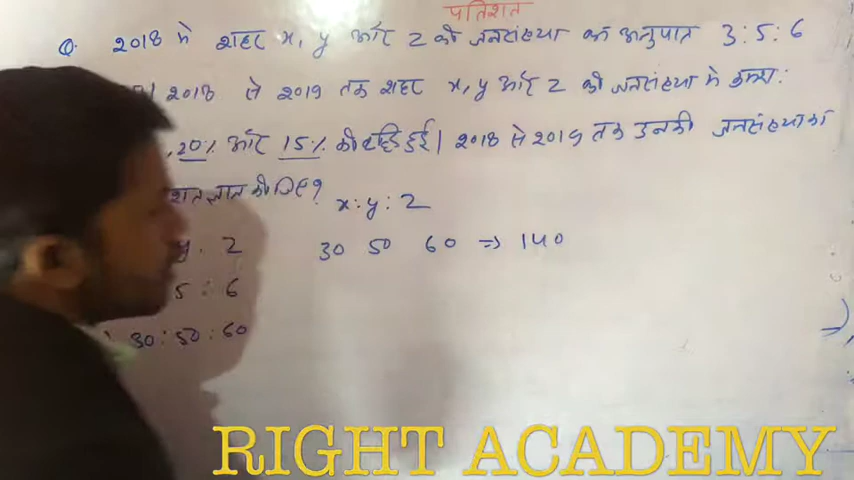 प्रतिशत
Q. 2018 मे शहर x, y और z की जनसंख्या का अनुपात 3:5:6
2018 से 2019 तक शहर x, y और z की जनसंख्या मे क्रमशः
, 20% और 15% की वृद्धि हुई। 2018 से 2019 तक उनकी जनसंख्या का
ज्ञात कीजिए?
x : y : z
y . z
30 50 60 ⇒ 140
5 : 6
30 : 50 : 60
RIGHT ACADEMY